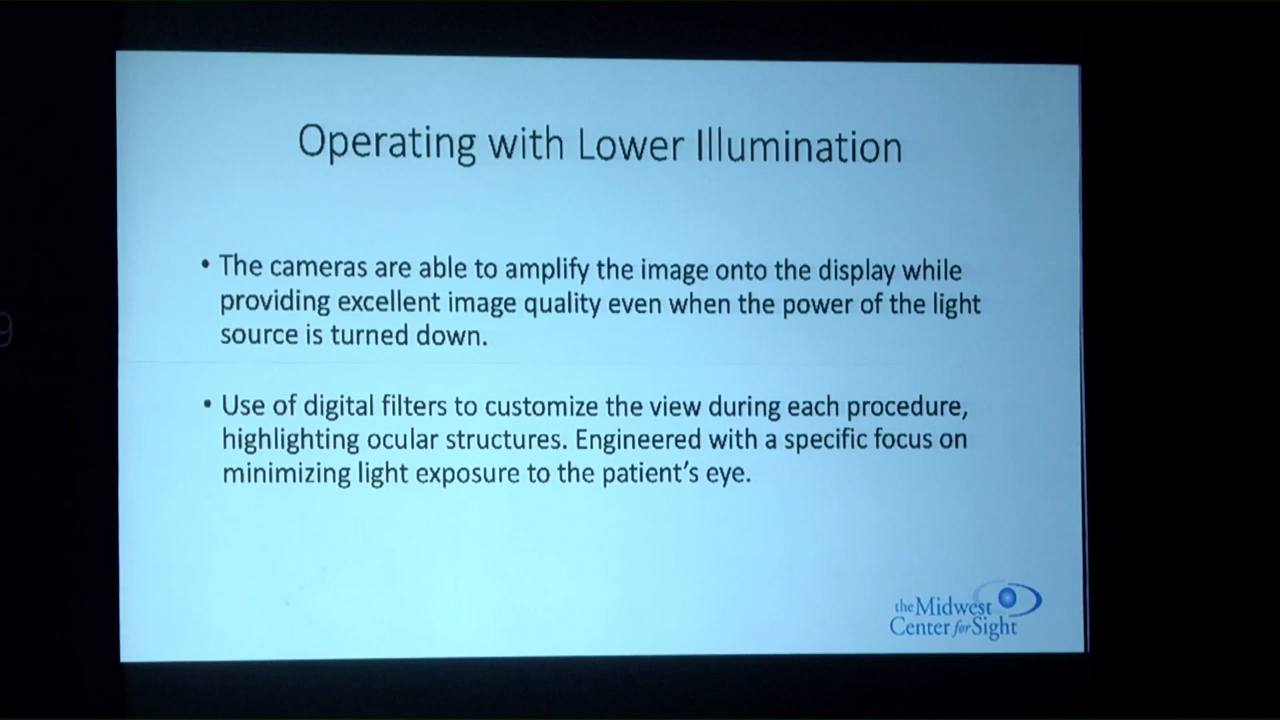 Operating with Lower Illumination
• The cameras are able to amplify the image onto the display while
providing excellent image quality even when the power of the light
source is turned down.
• Use of digital filters to customize the view during each procedure,
highlighting ocular structures. Engineered with a specific focus on
minimizing light exposure to the patient's eye.
the Midwest
Center for Sight
9